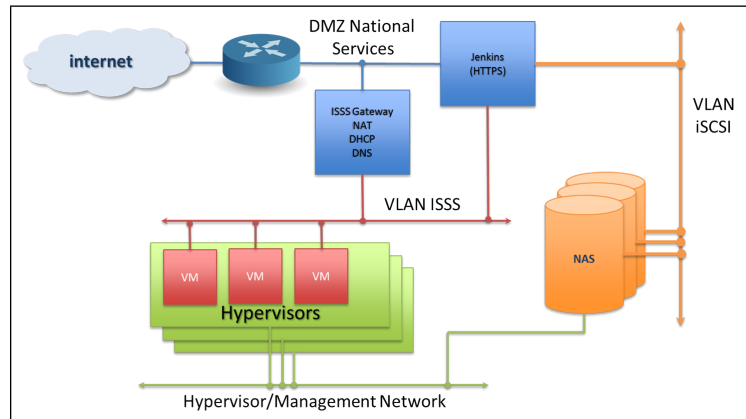 DMZ National
Services
internet
Jenkins
(HTTPS)
VLAN
iSCSI
ISSS Gateway
NAT
DHCP
DNS
VLAN ISSS
VM
VM
VM
NAS
Hypervisors
Hypervisor/Management Network